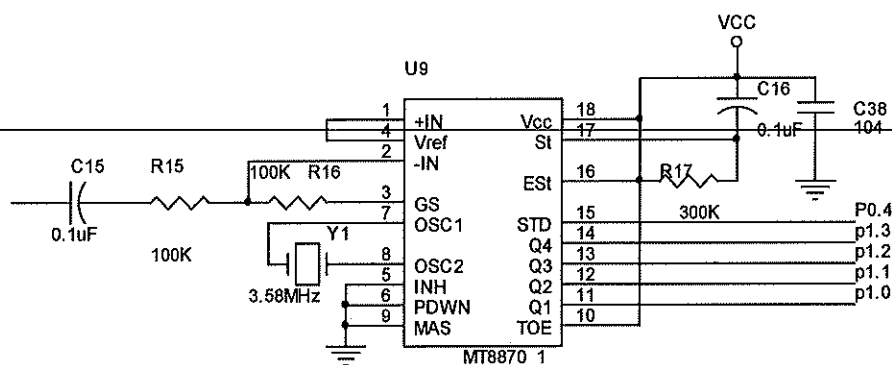 VCC
U9
C16
C38
104
0.1uF
1
+IN
Vcc
18
4
Vref
St
17
2
-IN
C15
R15
100K
R16
ESt
16
R17
3
GS
300K
0.1uF
100K
7
OSC1
STD
15
P0.4
Y1
Q4
14
p1.3
8
OSC2
Q3
13
p1.2
3.58MHz
5
INH
Q2
12
p1.1
6
PDWN
Q1
11
p1.0
9
MAS
TOE
10
MT8870 1